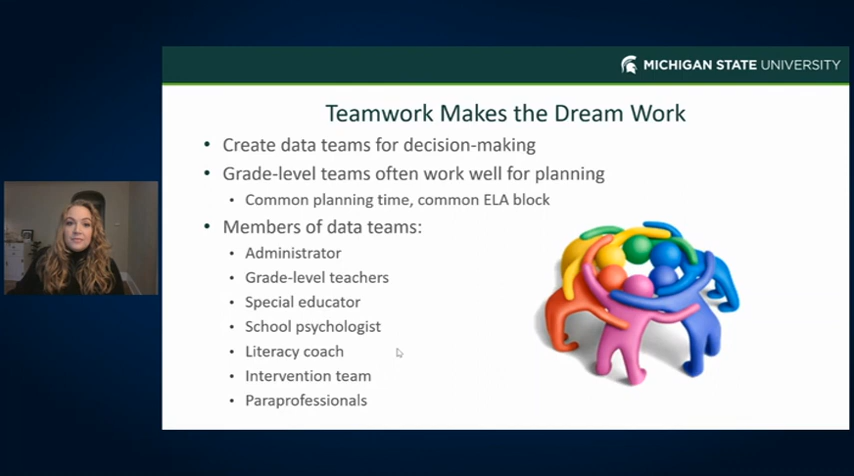 MICHIGAN STATE UNIVERSITY
Teamwork Makes the Dream Work
• Create data teams for decision-making
• Grade-level teams often work well for planning
• Common planning time, common ELA block
• Members of data teams:
• Administrator
• Grade-level teachers
• Special educator
• School psychologist
• Literacy coach
• Intervention team
• Paraprofessionals